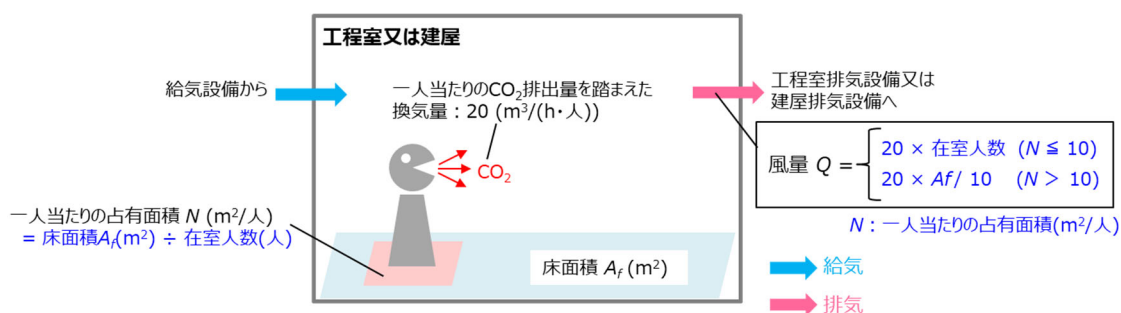 工程室又は建屋
給気設備から
一人当たりのCO₂排出量を踏まえた
換気量：20 (m³/(h・人))
CO₂
工程室排気設備又は
建屋排気設備へ
風量 Q =
20 × 在室人数 (N ≦ 10)
20 × Af/ 10 (N ＞ 10)
N：一人当たりの占有面積(m²/人)
一人当たりの占有面積 N (m²/人)
= 床面積Af(m²) ÷ 在室人数(人)
床面積 Af (m²)
給気
排気